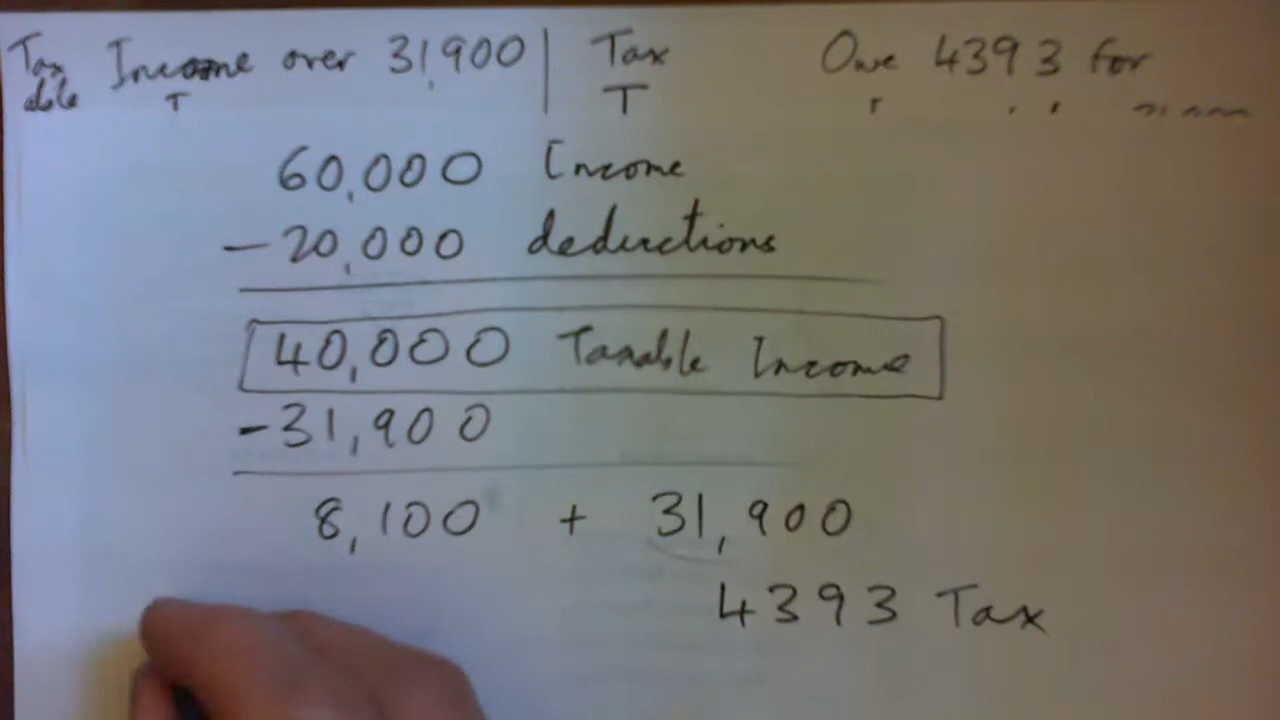 Taxable Income over 31,900 | Tax Owe 4393 for
T T
60,000 Income
- 20,000 deductions
40,000 Taxable Income
- 31,900
8,100 + 31,900
4393 Tax